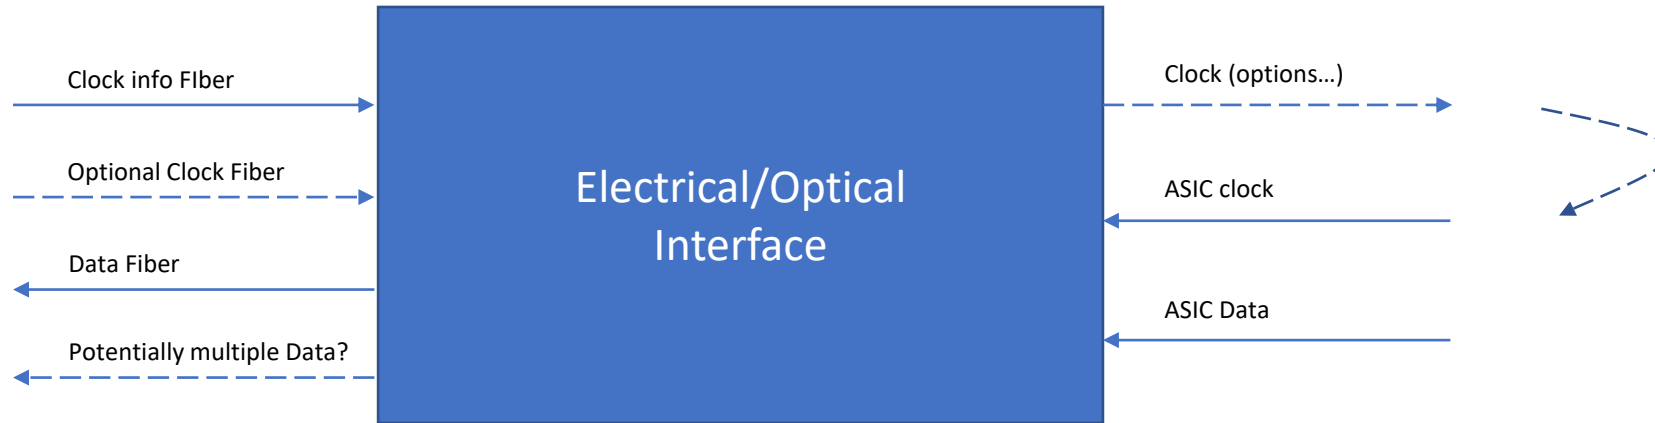 Clock info FIber
Optional Clock Fiber
Data Fiber
Potentially multiple Data?
Electrical/Optical
Interface
Clock (options…)
ASIC clock
ASIC Data